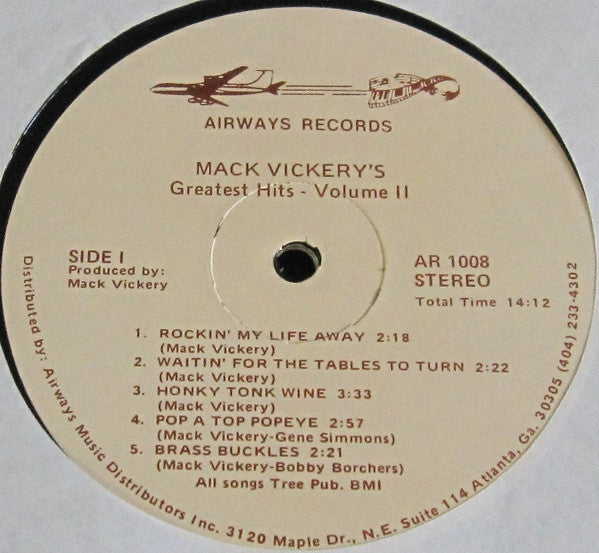 AIRWAYS RECORDS
MACK VICKERY'S
Greatest Hits - Volume II
SIDE I
Produced by:
Mack Vickery
AR 1008
STEREO
Total Time 14:12
1. ROCKIN' MY LIFE AWAY 2:18
(Mack Vickery)
2. WAITIN' FOR THE TABLES TO TURN 2:22
(Mack Vickery)
3. HONKY TONK WINE 3:33
(Mack Vickery)
4. POP A TOP POPEYE 2:57
(Mack Vickery-Gene Simmons)
5. BRASS BUCKLES 2:21
(Mack Vickery-Bobby Borchers)
All songs Tree Pub. BMI
Distributed by: Airways Music Distributors Inc. 3120 Maple Dr., N.E. Suite 114 Atlanta, Ga. 30305 (404) 233-4302